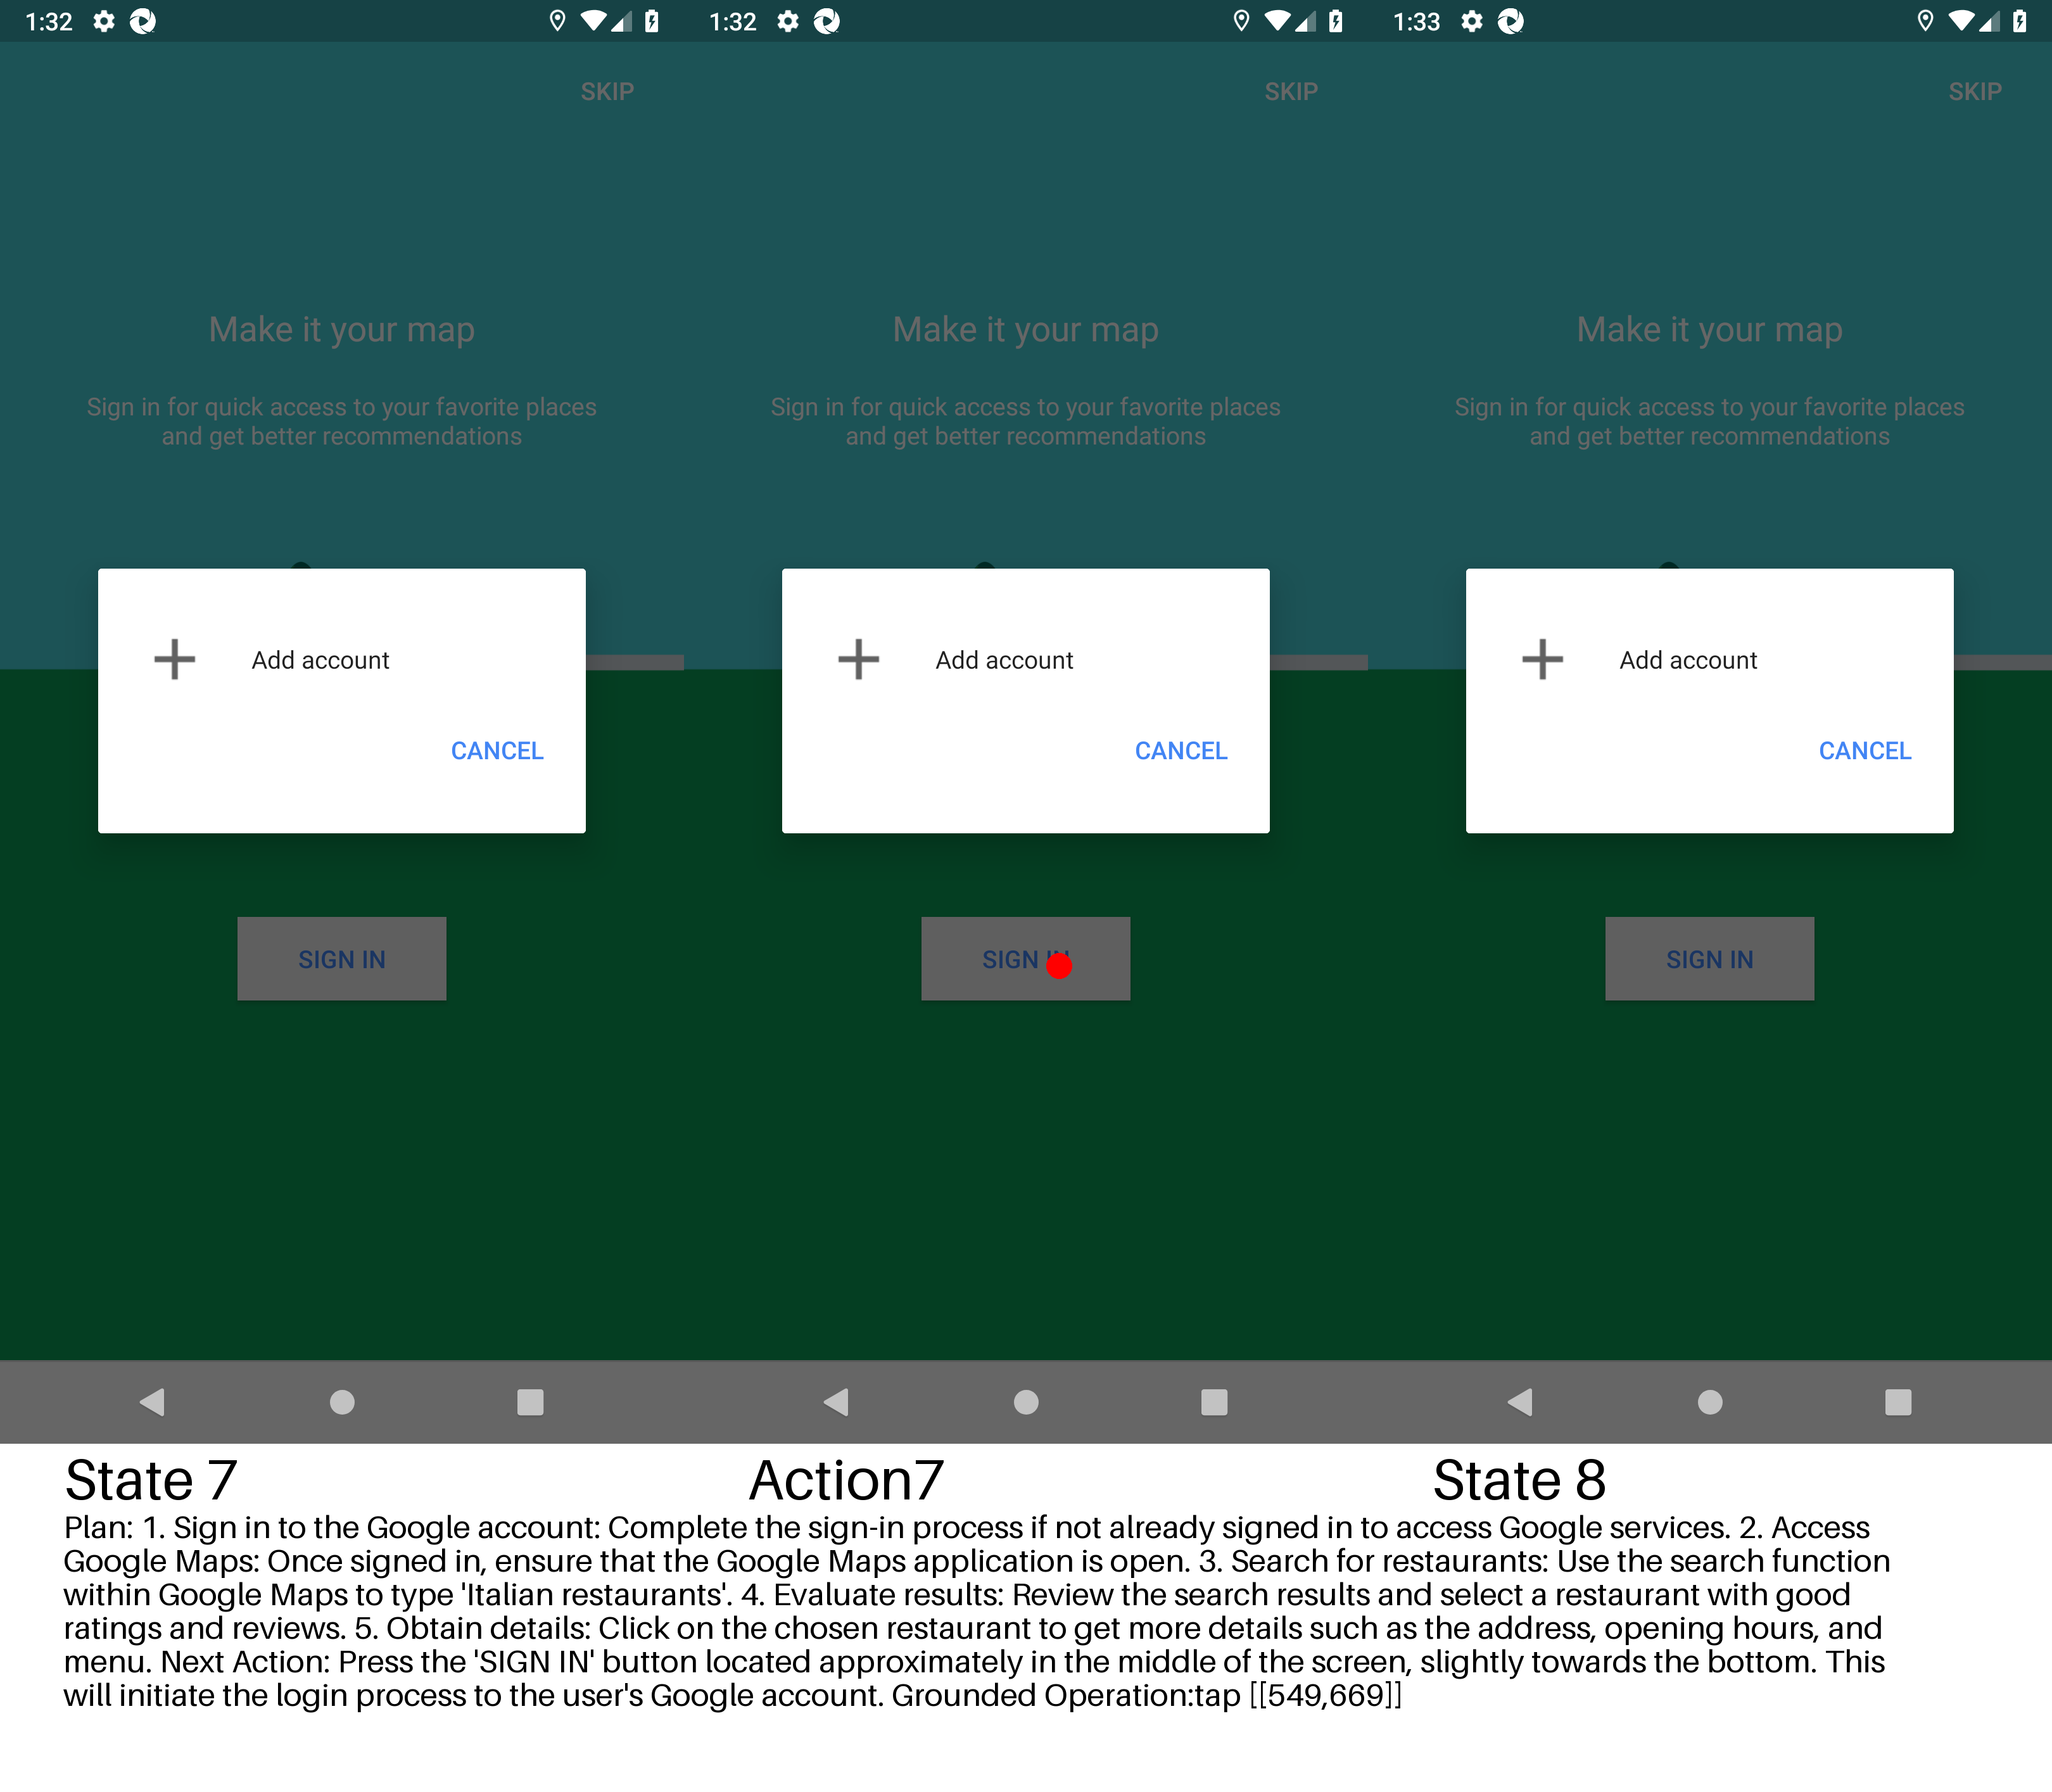 1:32
SKIP
Make it your map
Sign in for quick access to your favorite places
and get better recommendations
Add account
CANCEL
SIGN IN
1:32
SKIP
Make it your map
Sign in for quick access to your favorite places
and get better recommendations
Add account
CANCEL
SIGN IN
1:33
SKIP
Make it your map
Sign in for quick access to your favorite places
and get better recommendations
Add account
CANCEL
SIGN IN
State 7
Action7
State 8
Plan: 1. Sign in to the Google account: Complete the sign-in process if not already signed in to access Google services. 2. Access
Google Maps: Once signed in, ensure that the Google Maps application is open. 3. Search for restaurants: Use the search function
within Google Maps to type 'Italian restaurants'. 4. Evaluate results: Review the search results and select a restaurant with good
ratings and reviews. 5. Obtain details: Click on the chosen restaurant to get more details such as the address, opening hours, and
menu. Next Action: Press the 'SIGN IN' button located approximately in the middle of the screen, slightly towards the bottom. This
will initiate the login process to the user's Google account. Grounded Operation:tap [[549,669]]